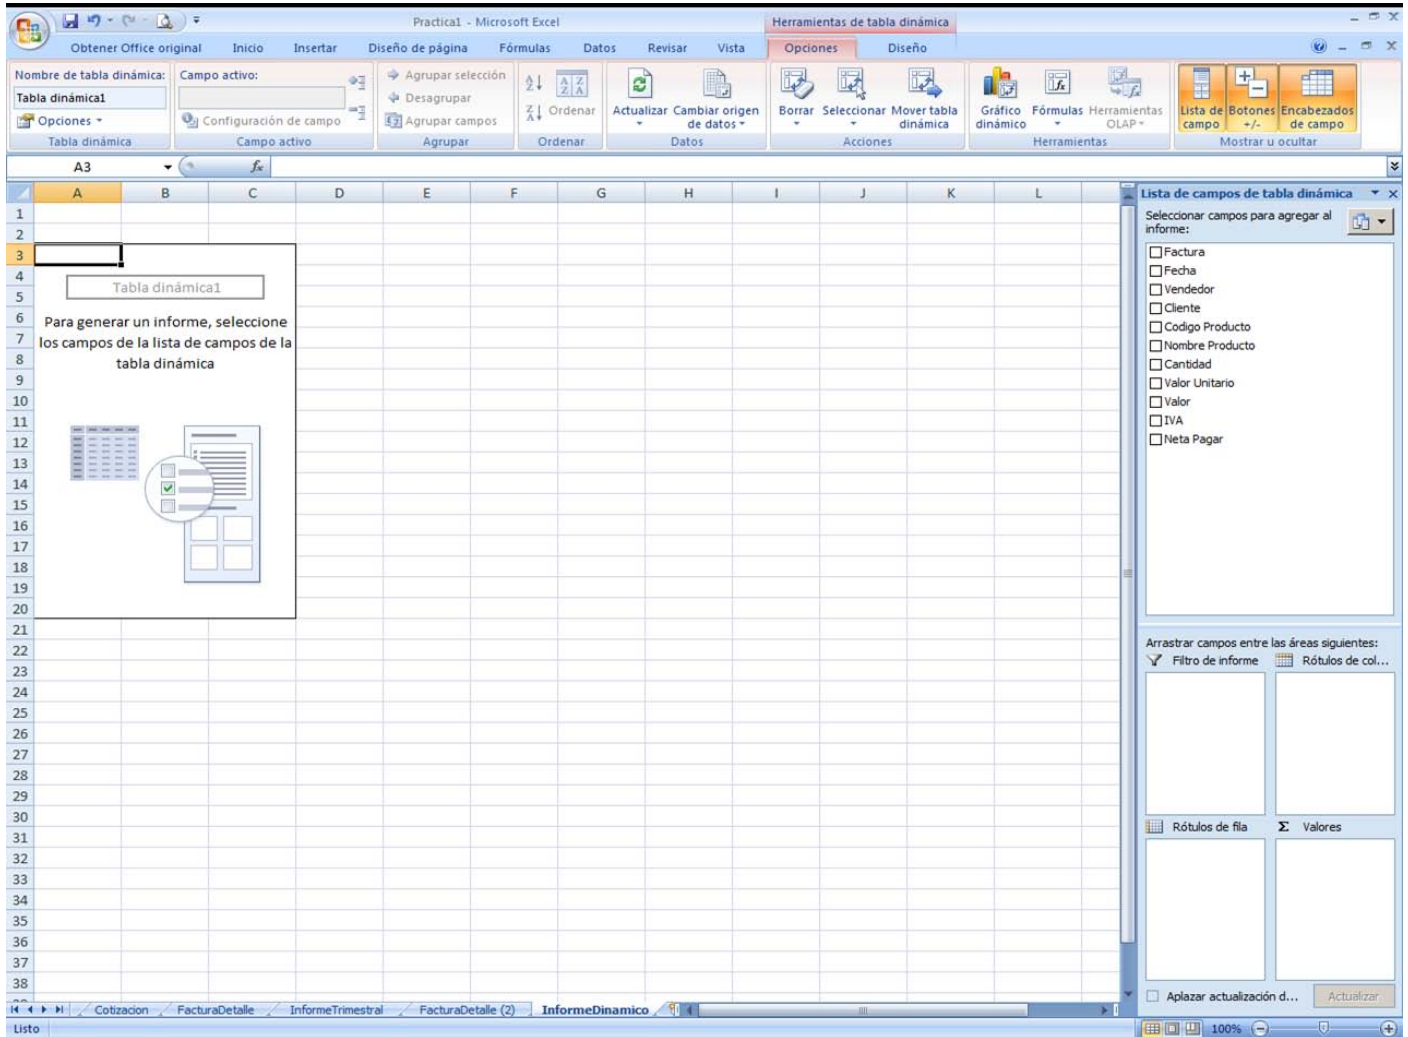 Practica1 - Microsoft Excel
Herramientas de tabla dinámica
Obtener Office original Inicio Insertar Diseño de página Fórmulas Datos Revisar Vista Opciones Diseño
Nombre de tabla dinámica:
Tabla dinámica1
Opciones
Tabla dinámica
Campo activo:
Configuración de campo
Campo activo
Agrupar selección
Desagrupar
Agrupar campos
Agrupar
Ordenar
Ordenar
Actualizar
Cambiar origen
de datos
Datos
Borrar
Seleccionar
Mover tabla
dinámica
Acciones
Gráfico
dinámico
Fórmulas
Herramientas
OLAP
Herramientas
Lista de
campo
Botones
+/-
Encabezados
de campo
Mostrar u ocultar
A3
fx
A B C D E F G H I J K L
1
2
3
4
5
6
7
8
9
10
11
12
13
14
15
16
17
18
19
20
21
22
23
24
25
26
27
28
29
30
31
32
33
34
35
36
37
38
Tabla dinámica1
Para generar un informe, seleccione
los campos de la lista de campos de la
tabla dinámica
Lista de campos de tabla dinámica
Seleccionar campos para agregar al
informe:
Factura
Fecha
Vendedor
Cliente
Codigo Producto
Nombre Producto
Cantidad
Valor Unitario
Valor
IVA
Neta Pagar
Arrastrar campos entre las áreas siguientes:
Filtro de informe
Rótulos de col...
Rótulos de fila
Σ Valores
Aplazar actualización d...
Actualizar
Cotizacion FacturaDetalle InformeTrimestral FacturaDetalle (2) InformeDinamico
Listo
100%